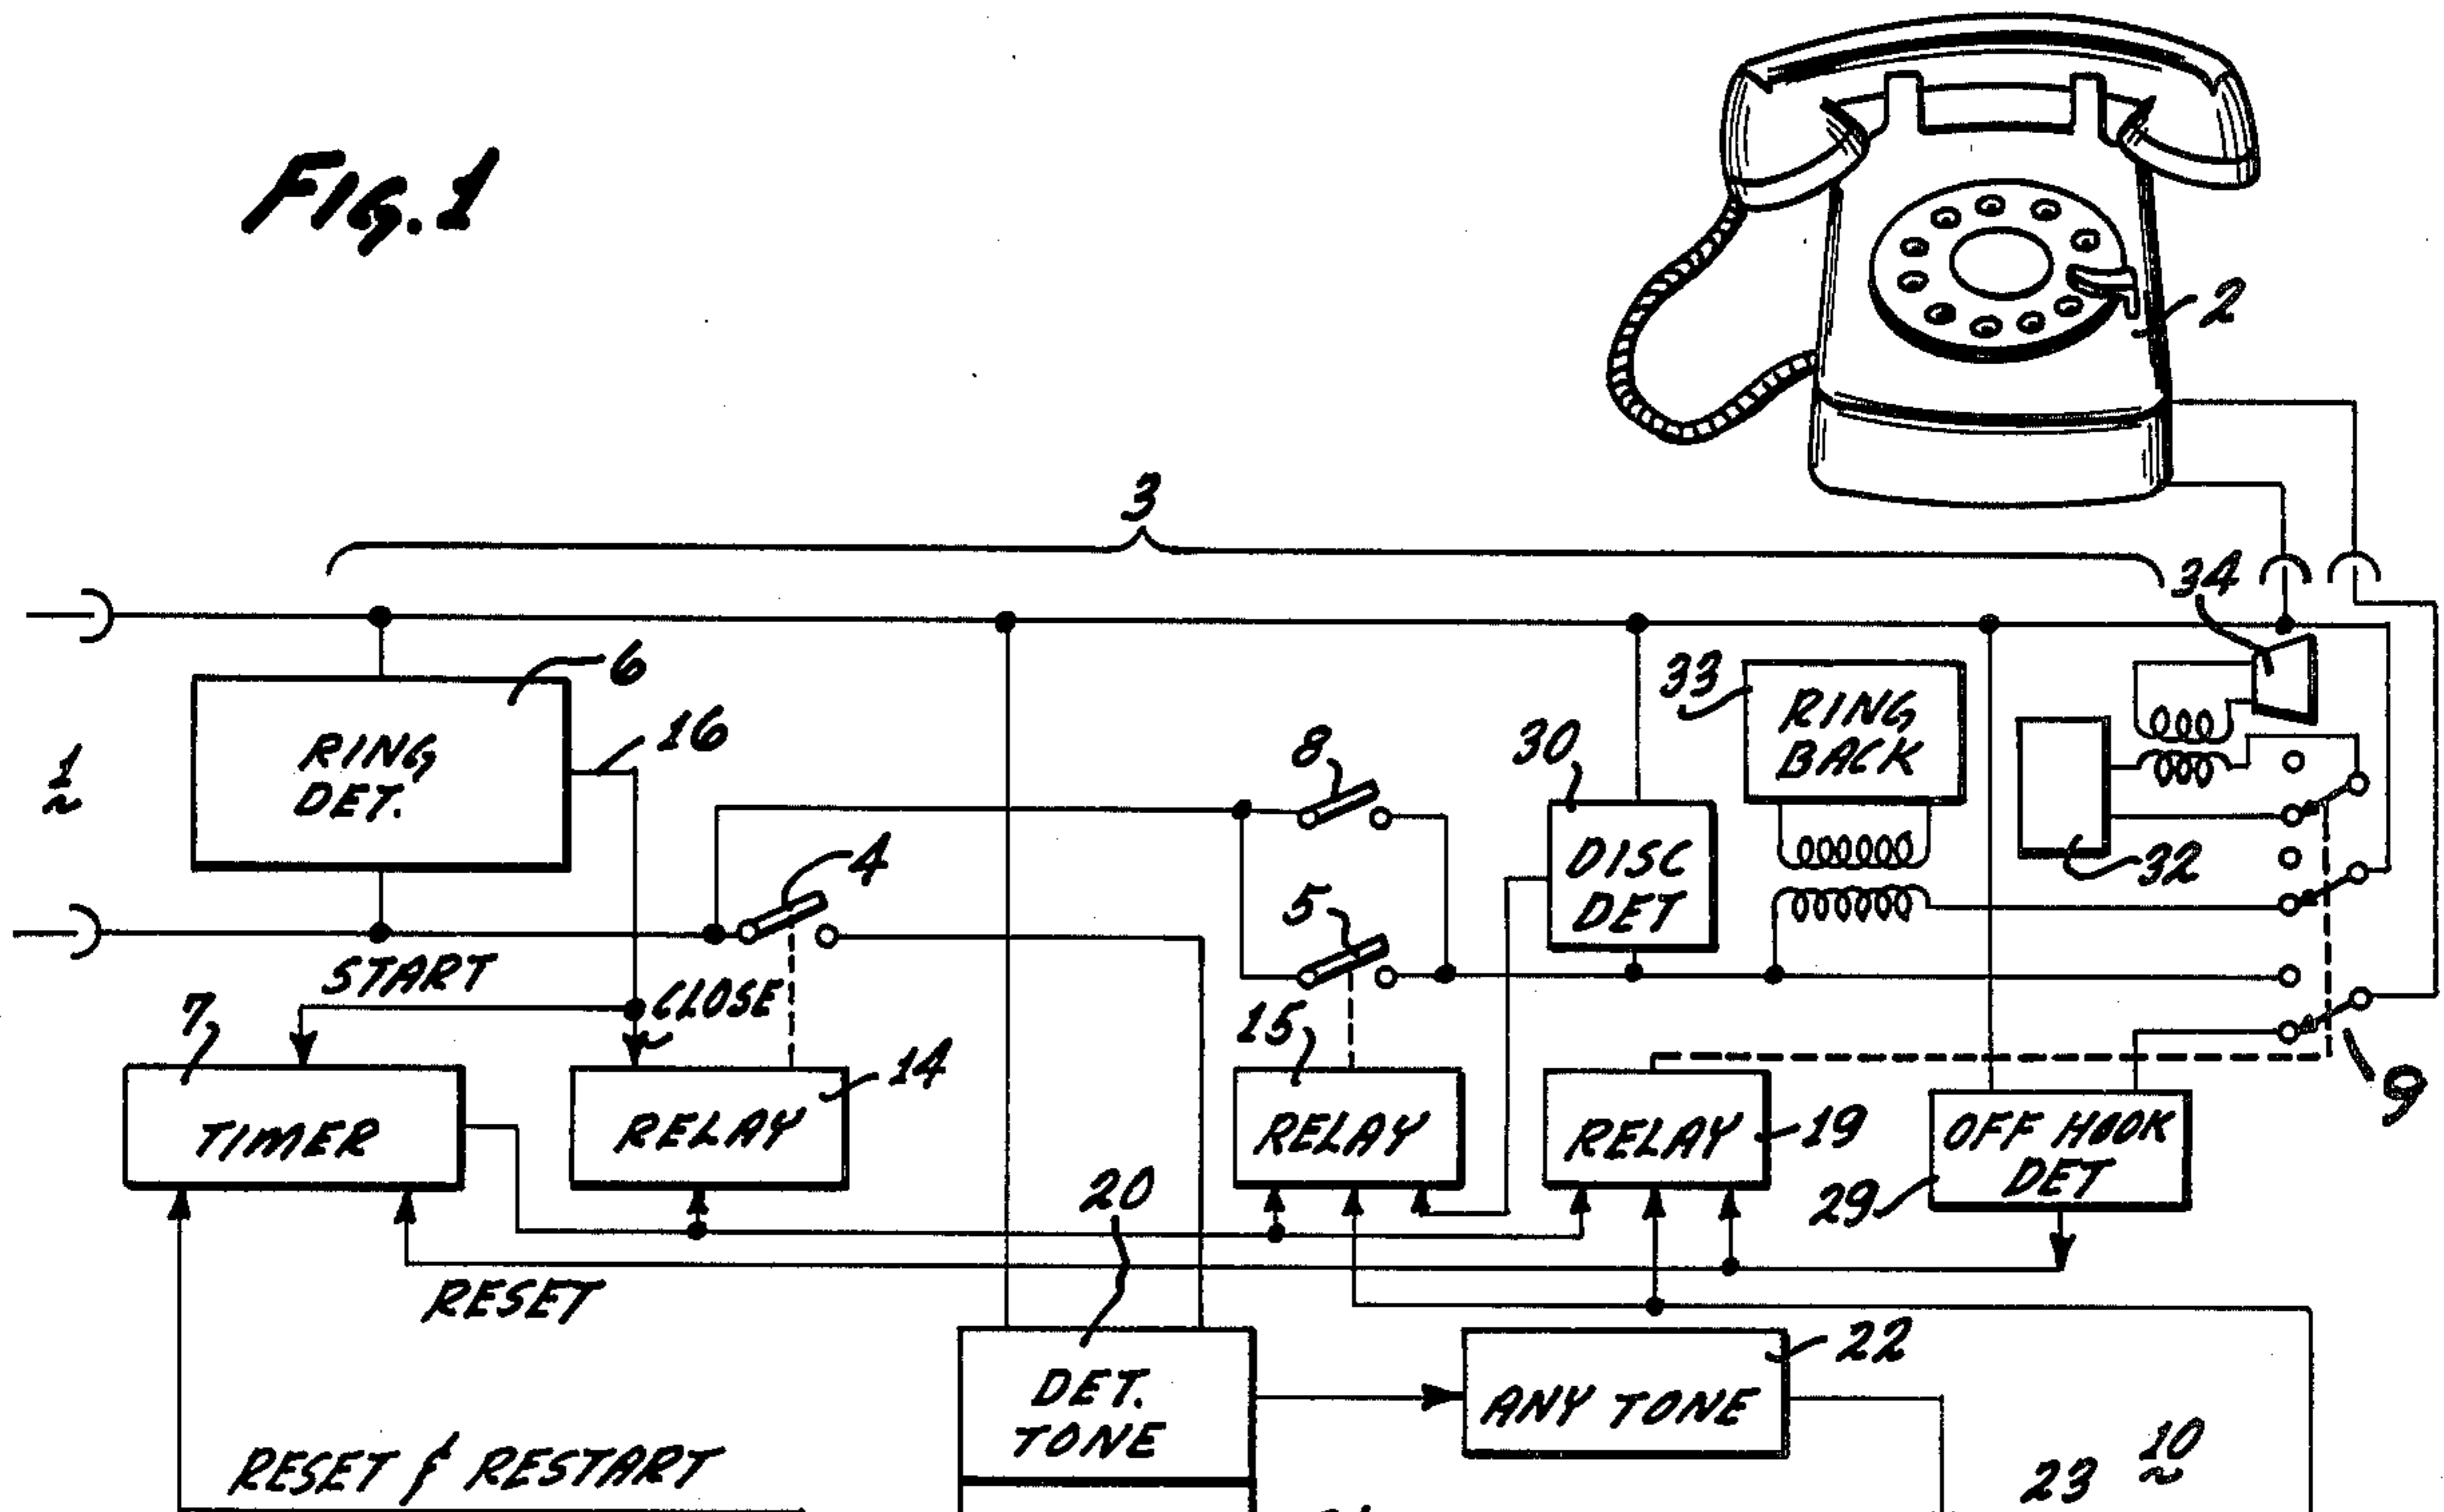 FIG. 1
2
3
34
6
RING
DET.
16
1
33
RING
BACK
8
30
DISC
DET
32
4
5
START
CLOSE
7
TIMER
14
RELAY
15
RELAY
19
RELAY
9
OFF HOOK
DET
29
20
RESET
DET.
TONE
22
ANY TONE
RESET & RESTART
10
23